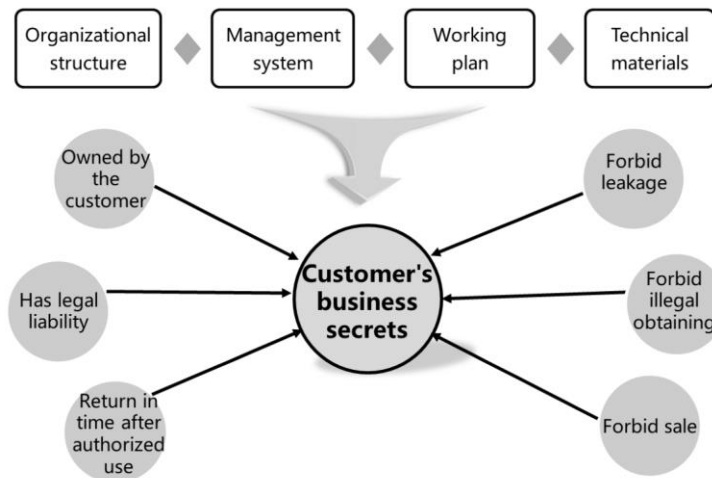 Organizational
structure
Management
system
Working
plan
Technical
materials
Owned by
the
customer
Forbid
leakage
Has legal
liability
Customer's
business
secrets
Forbid
illegal
obtaining
Return in
time after
authorized
use
Forbid sale